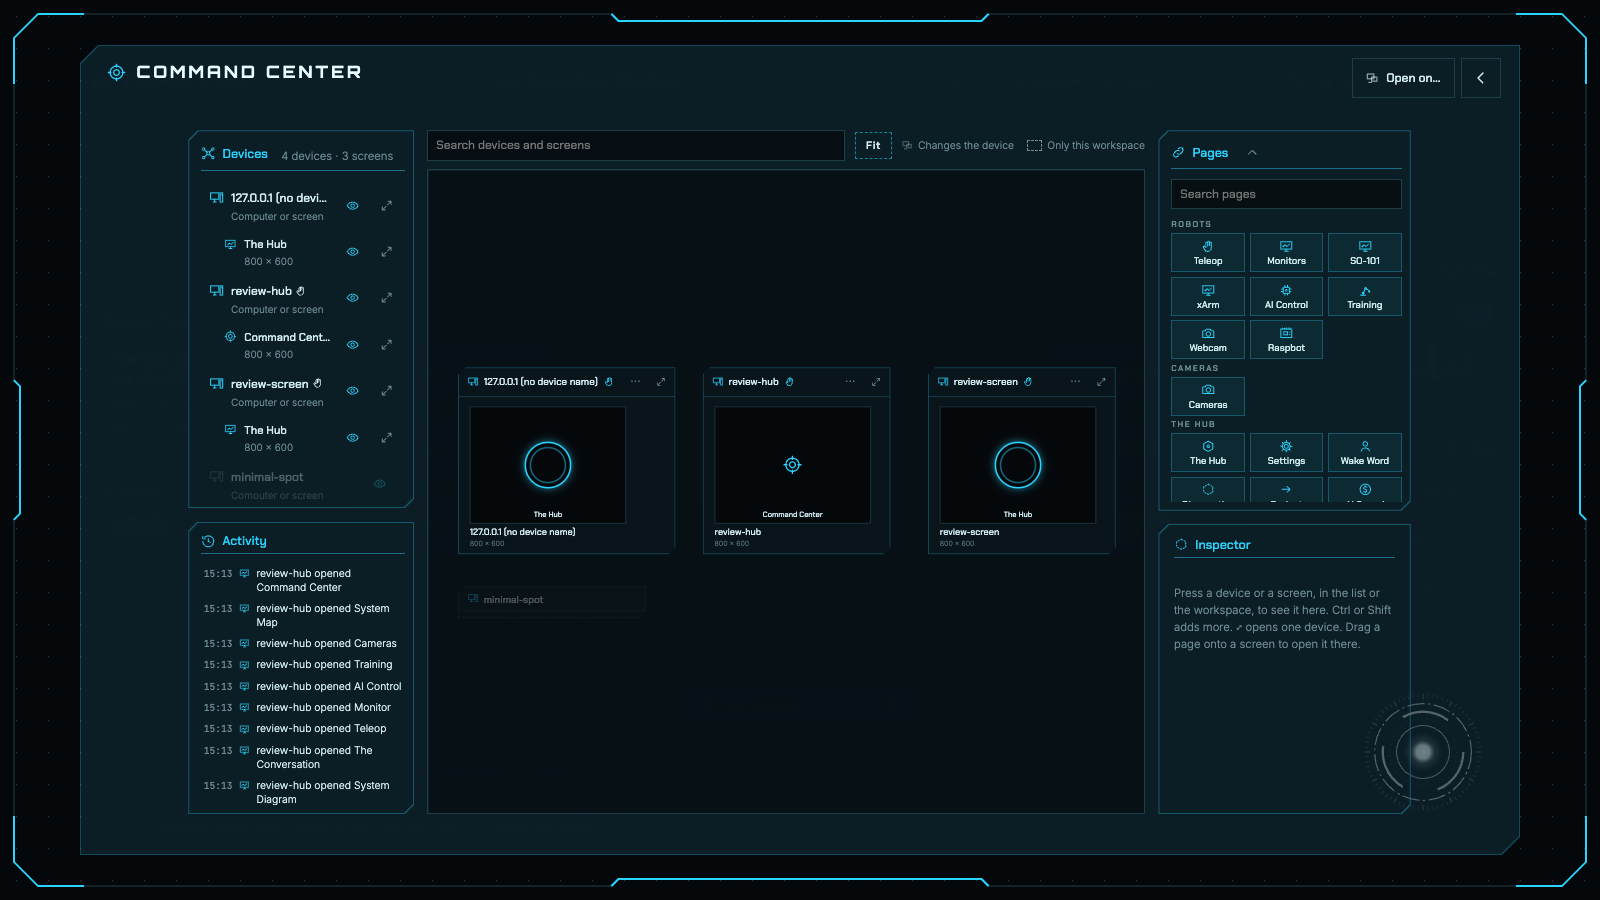 COMMAND CENTER
Open on...
Devices
4 devices · 3 screens
127.0.0.1 (no devi...
Computer or screen
The Hub
800 × 600
review-hub
Computer or screen
Command Cent...
800 × 600
review-screen
Computer or screen
The Hub
800 × 600
minimal-spot
Computer or screen
Activity
15:13 review-hub opened
Command Center
15:13 review-hub opened System
Map
15:13 review-hub opened Cameras
15:13 review-hub opened Training
15:13 review-hub opened AI Control
15:13 review-hub opened Monitor
15:13 review-hub opened Teleop
15:13 review-hub opened The
Conversation
15:13 review-hub opened System
Diagram
Search devices and screens
Fit
Changes the device
Only this workspace
127.0.0.1 (no device name)
The Hub
127.0.0.1 (no device name)
800 × 600
review-hub
Command Center
review-hub
800 × 600
review-screen
The Hub
review-screen
800 × 600
minimal-spot
Pages
Search pages
ROBOTS
Teleop
Monitors
SO-101
xArm
AI Control
Training
Webcam
Raspbot
CAMERAS
Cameras
THE HUB
The Hub
Settings
Wake Word
Inspector
Press a device or a screen, in the list or
the workspace, to see it here. Ctrl or Shift
adds more. ⤢ opens one device. Drag a
page onto a screen to open it there.